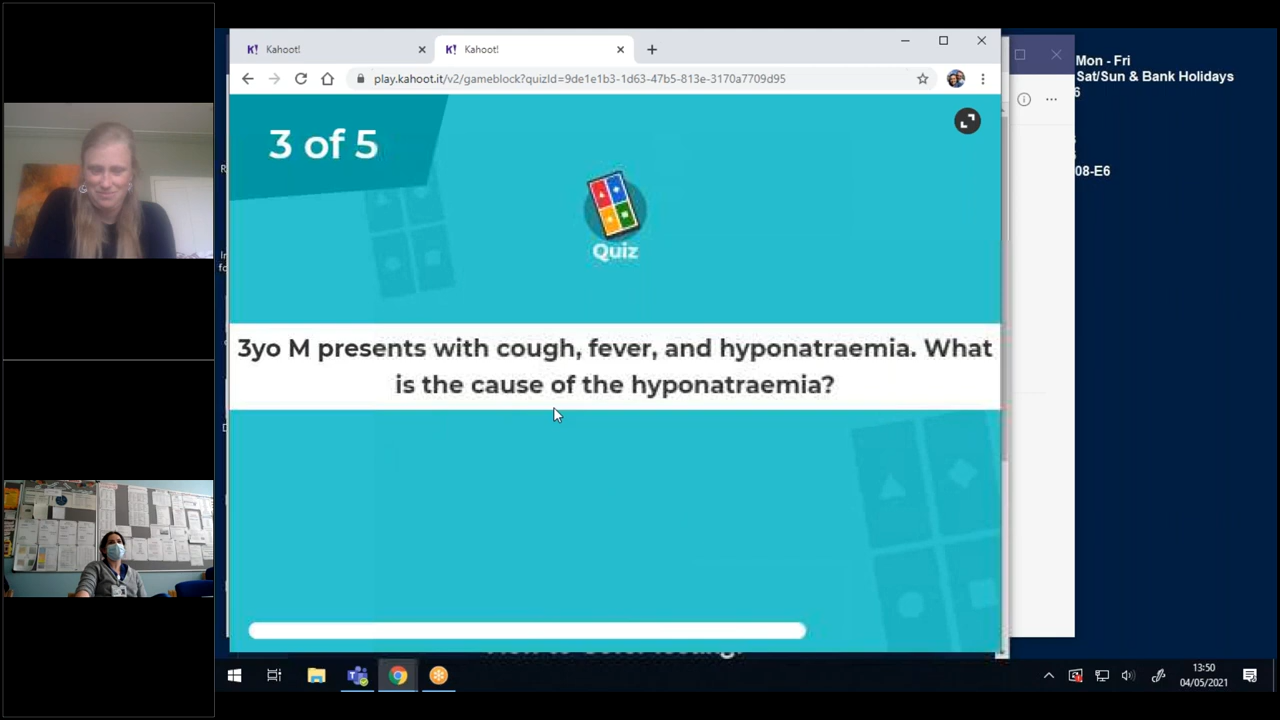 K! Kahoot!
K! Kahoot!
play.kahoot.it/v2/gameblock?quizId=9de1e1b3-1d63-47b5-813e-3170a7709d95
Mon - Fri
Sat/Sun & Bank Holidays
6
08-E6
3 of 5
Quiz
3yo M presents with cough, fever, and hyponatraemia. What
is the cause of the hyponatraemia?
13:50
04/05/2021